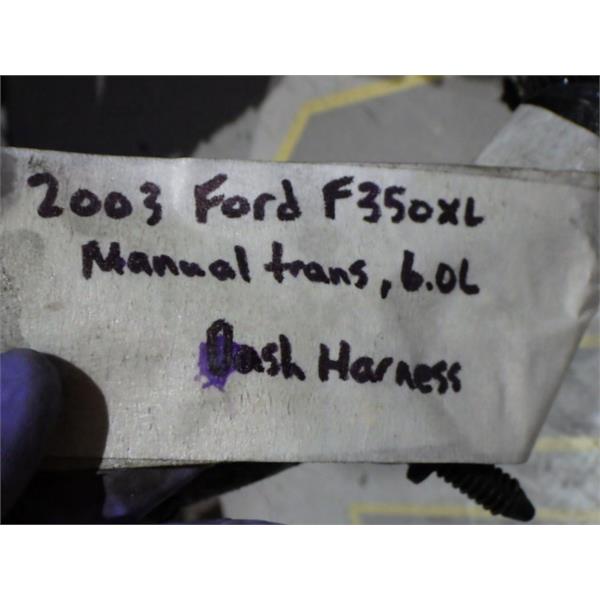 2003 Ford F350XL
Manual trans, 6.0L
Dash Harness